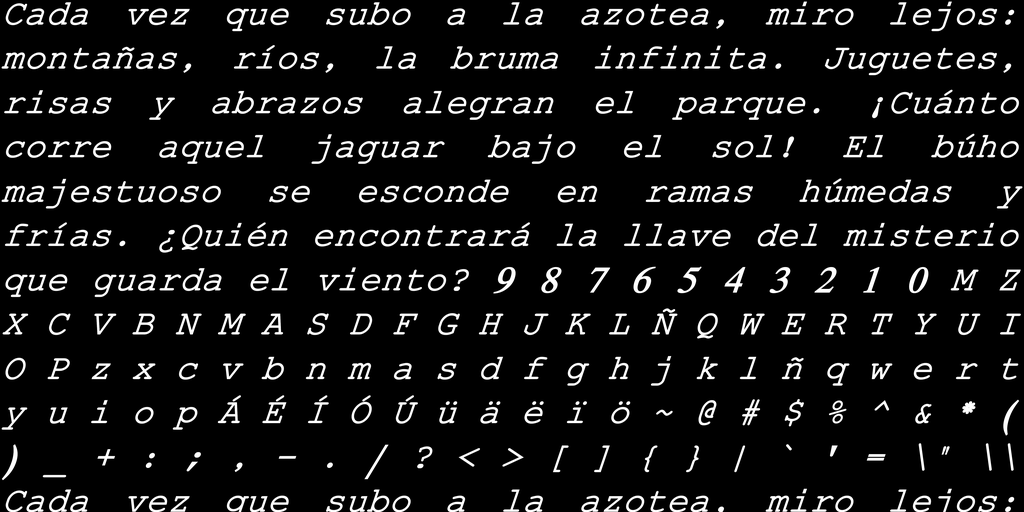 Cada vez que subo a la azotea, miro lejos:
montañas, ríos, la bruma infinita. Juguetes,
risas y abrazos alegran el parque. ¡Cuánto
corre aquel jaguar bajo el sol! El búho
majestuoso se esconde en ramas húmedas y
frías. ¿Quién encontrará la llave del misterio
que guarda el viento? 9 8 7 6 5 4 3 2 1 0 M Z
X C V B N M A S D F G H J K L Ñ Q W E R T Y U I
O P z x c v b n m a s d f g h j k l ñ q w e r t
y u i o p Á É Í Ó Ú ü ä ë ï ö ~ @ # $ % ^ & * (
) _ + : ; , - . / ? < > [ ] { } | ` ' = \" \\
Cada vez que subo a la azotea, miro lejos: